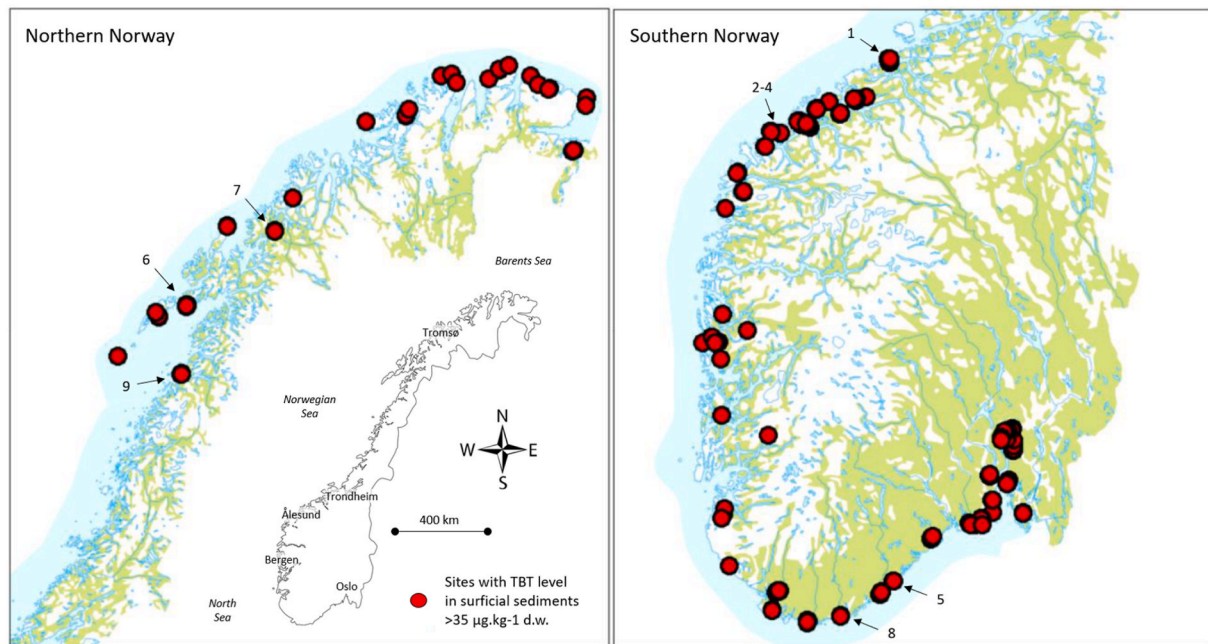 Northern Norway
7
6
9
Barents Sea
Tromsø
Norwegian
Sea
N
W
E
S
Trondheim
Ålesund
400 km
Bergen,
Oslo
North
Sea
Sites with TBT level
in surficial sediments
>35 µg.kg-1 d.w.
Southern Norway
1
2-4
5
8